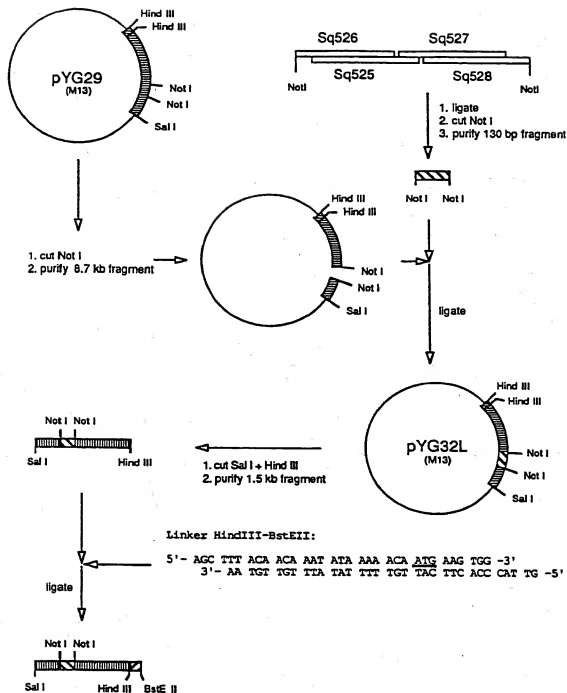 Hind III
Hind III
pYG29
(M13)
Not I
Not I
Sal I
Sq526
Sq527
Sq525
Sq528
NotI
NotI
1. ligate
2. cut Not I
3. purify 130 bp fragment
Not I Not I
1. cut Not I
2. purify 8.7 kb fragment
Hind III
Hind III
Not I
Not I
Sal I
ligate
Hind III
Hind III
pYG32L
(M13)
Not I
Not I
Sal I
1. cut Sal I + Hind III
2. purify 1.5 kb fragment
Not I Not I
Sal I
Hind III
Linker HindIII-BstEII:
5'- AGC TTT ACA ACA AAT ATA AAA ACA ATG AAG TGG -3'
3'- AA TGT TGT TTA TAT TTT TGT TAC TTC ACC CAT TG -5'
ligate
Not I Not I
Sal I
Hind III
BstE II